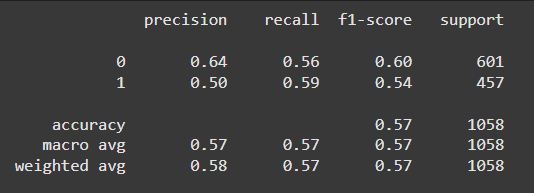 precision recall f1-score support
0 0.64 0.56 0.60 601
1 0.50 0.59 0.54 457
accuracy 0.57 1058
macro avg 0.57 0.57 0.57 1058
weighted avg 0.58 0.57 0.57 1058